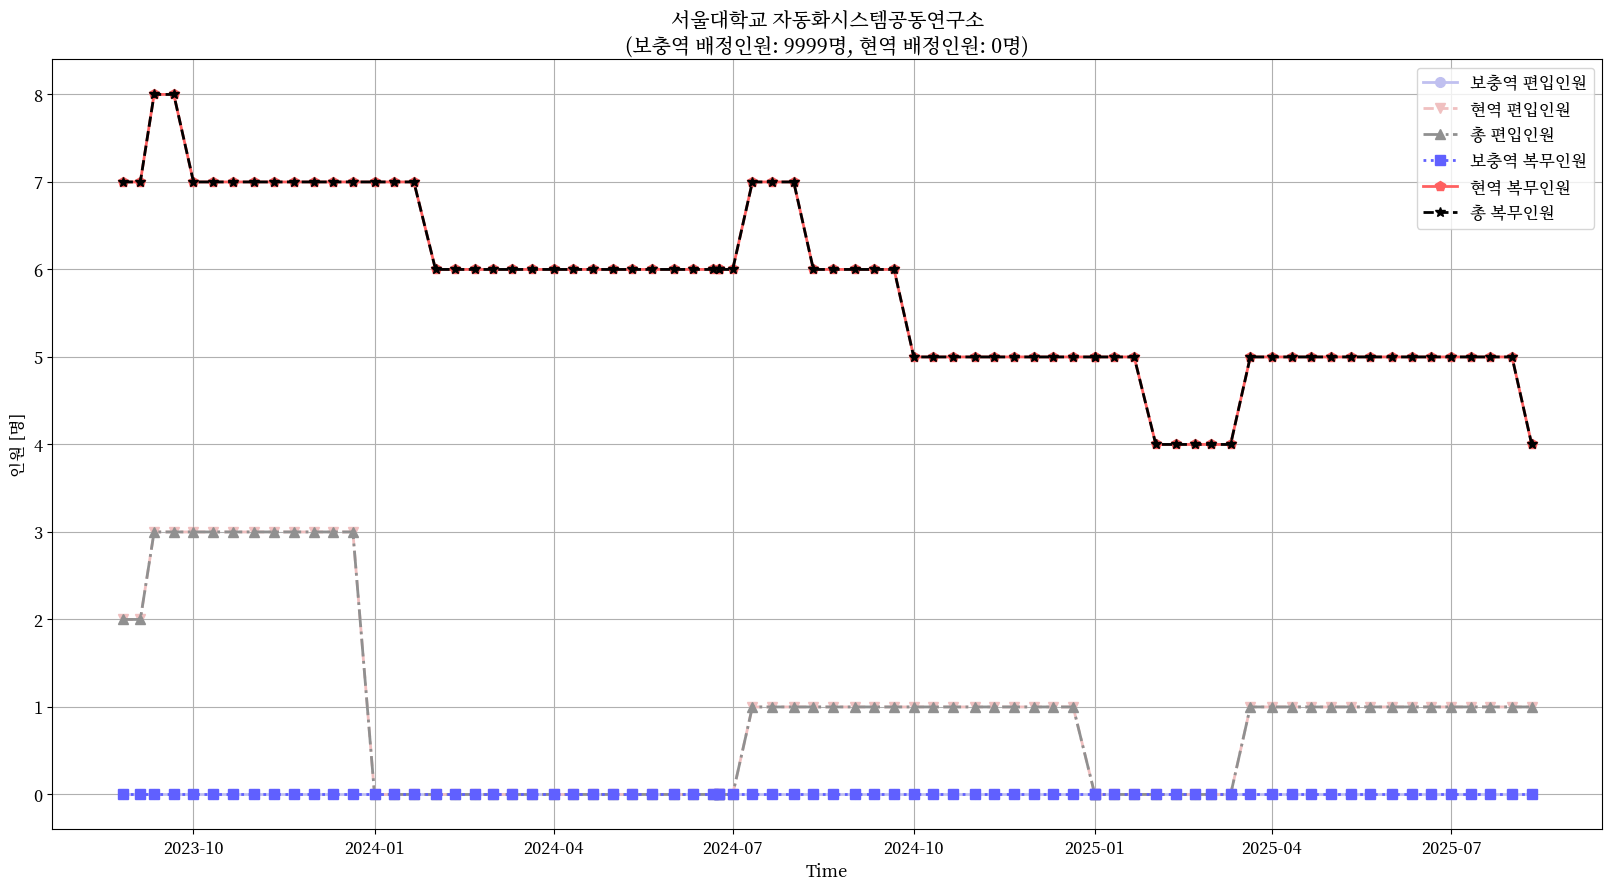 서울대학교 자동화시스템공동연구소
(보충역 배정인원: 9999명, 현역 배정인원: 0명)
보충역 편입인원
현역 편입인원
총 편입인원
보충역 복무인원
현역 복무인원
총 복무인원
인원 [명]
8
7
6
5
4
3
2
1
0
2023-10
2024-01
2024-04
2024-07
2024-10
2025-01
2025-04
2025-07
Time